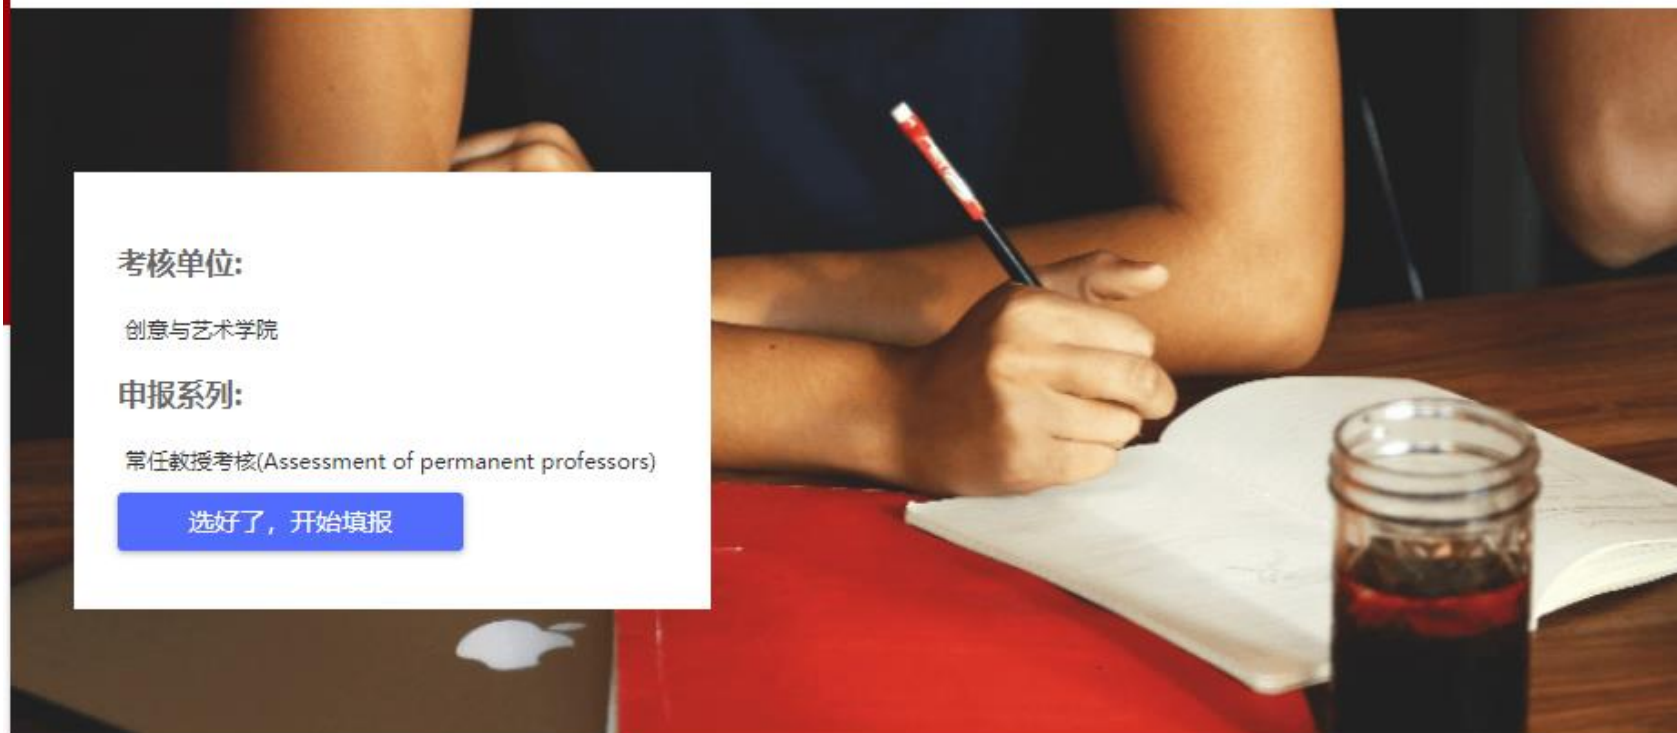 考核单位:
创意与艺术学院
申报系列:
常任教授考核(Assessment of permanent professors)
选好了，开始填报